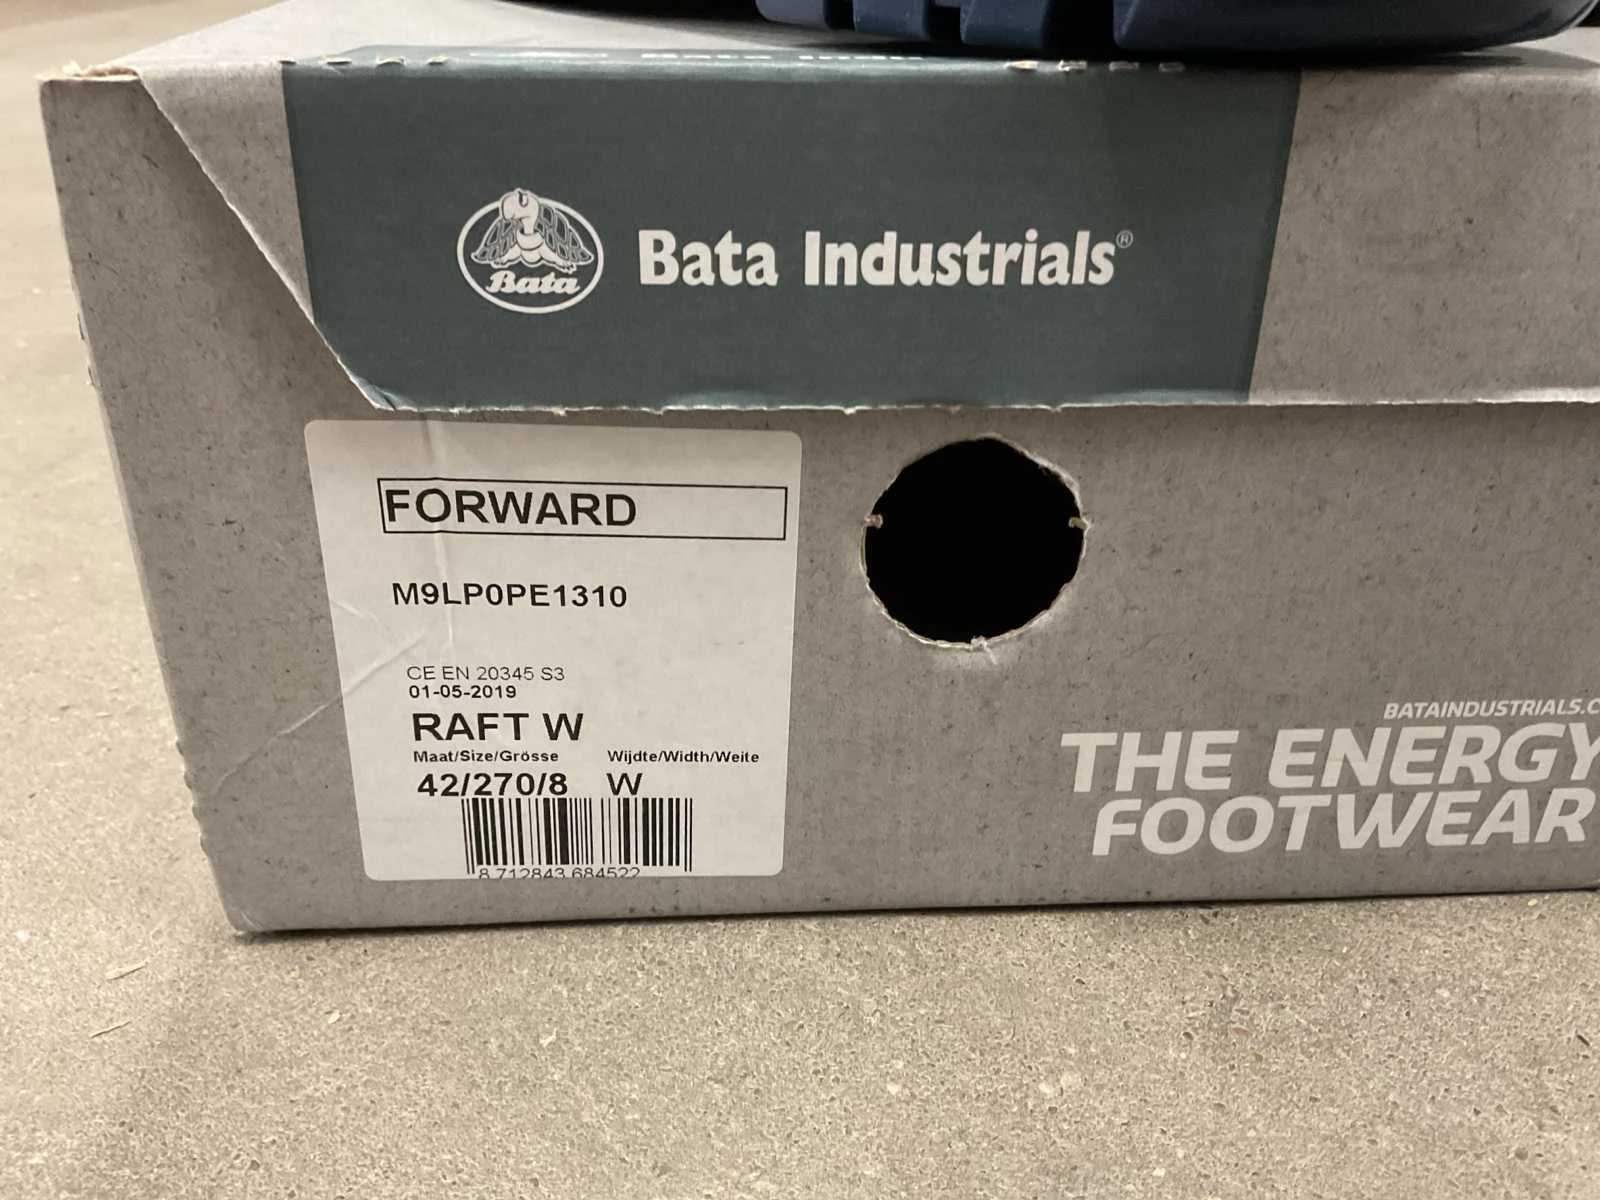 Bata
Bata Industrials®
FORWARD
M9LP0PE1310
CE EN 20345 S3
01-05-2019
RAFT W
Maat/Size/Grösse Wijdte/Width/Weite
42/270/8 W
8 712843 684522
BATAINDUSTRIALS.C
THE ENERGY
FOOTWEAR